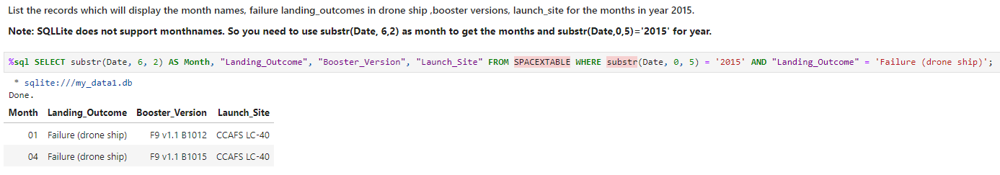 List the records which will display the month names, failure landing_outcomes in drone ship ,booster versions, launch_site for the months in year 2015.
Note: SQLLite does not support monthnames. So you need to use substr(Date, 6,2) as month to get the months and substr(Date,0,5)='2015' for year.
%sql SELECT substr(Date, 6, 2) AS Month, "Landing_Outcome", "Booster_Version", "Launch_Site" FROM SPACEXTABLE WHERE substr(Date, 0, 5) = '2015' AND "Landing_Outcome" = 'Failure (drone ship)';
* sqlite:///my_data1.db
Done.
Month Landing_Outcome Booster_Version Launch_Site
01 Failure (drone ship) F9 v1.1 B1012 CCAFS LC-40
04 Failure (drone ship) F9 v1.1 B1015 CCAFS LC-40